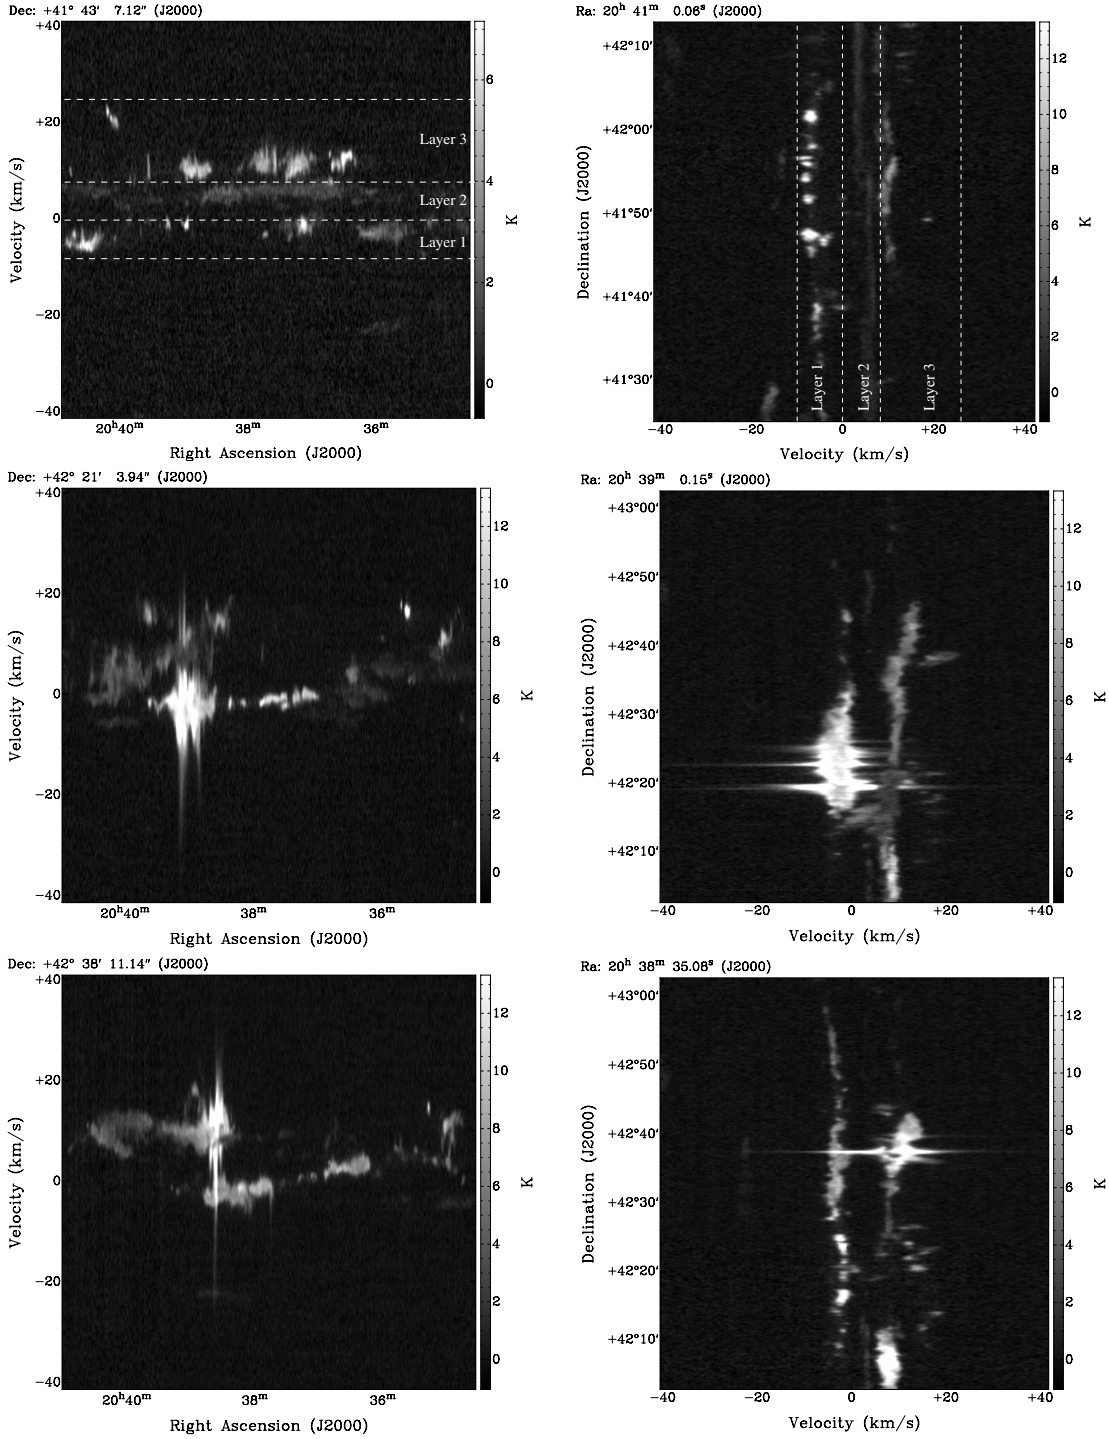 Dec: +41° 43′ 7.12″ (J2000)
+40
+20
0
−20
−40
Velocity (km/s)
Layer 3
Layer 2
Layer 1
6
4
2
0
K
20h40m 38m 36m
Right Ascension (J2000)
Ra: 20h 41m 0.06s (J2000)
+42°10′
+42°00′
+41°50′
+41°40′
+41°30′
Declination (J2000)
Layer 1
Layer 2
Layer 3
12
10
8
6
4
2
0
K
−40 −20 0 +20 +40
Velocity (km/s)
Dec: +42° 21′ 3.94″ (J2000)
+40
+20
0
−20
−40
Velocity (km/s)
12
10
8
6
4
2
0
K
20h40m 38m 36m
Right Ascension (J2000)
Ra: 20h 39m 0.15s (J2000)
+43°00′
+42°50′
+42°40′
+42°30′
+42°20′
+42°10′
Declination (J2000)
12
10
8
6
4
2
0
K
−40 −20 0 +20 +40
Velocity (km/s)
Dec: +42° 38′ 11.14″ (J2000)
+40
+20
0
−20
−40
Velocity (km/s)
12
10
8
6
4
2
0
K
20h40m 38m 36m
Right Ascension (J2000)
Ra: 20h 38m 35.08s (J2000)
+43°00′
+42°50′
+42°40′
+42°30′
+42°20′
+42°10′
Declination (J2000)
12
10
8
6
4
2
0
K
−40 −20 0 +20 +40
Velocity (km/s)